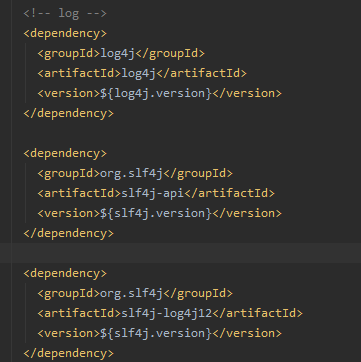 <!-- log -->
<dependency>
<groupId>log4j</groupId>
<artifactId>log4j</artifactId>
<version>${log4j.version}</version>
</dependency>
<dependency>
<groupId>org.slf4j</groupId>
<artifactId>slf4j-api</artifactId>
<version>${slf4j.version}</version>
</dependency>
<dependency>
<groupId>org.slf4j</groupId>
<artifactId>slf4j-log4j12</artifactId>
<version>${slf4j.version}</version>
</dependency>